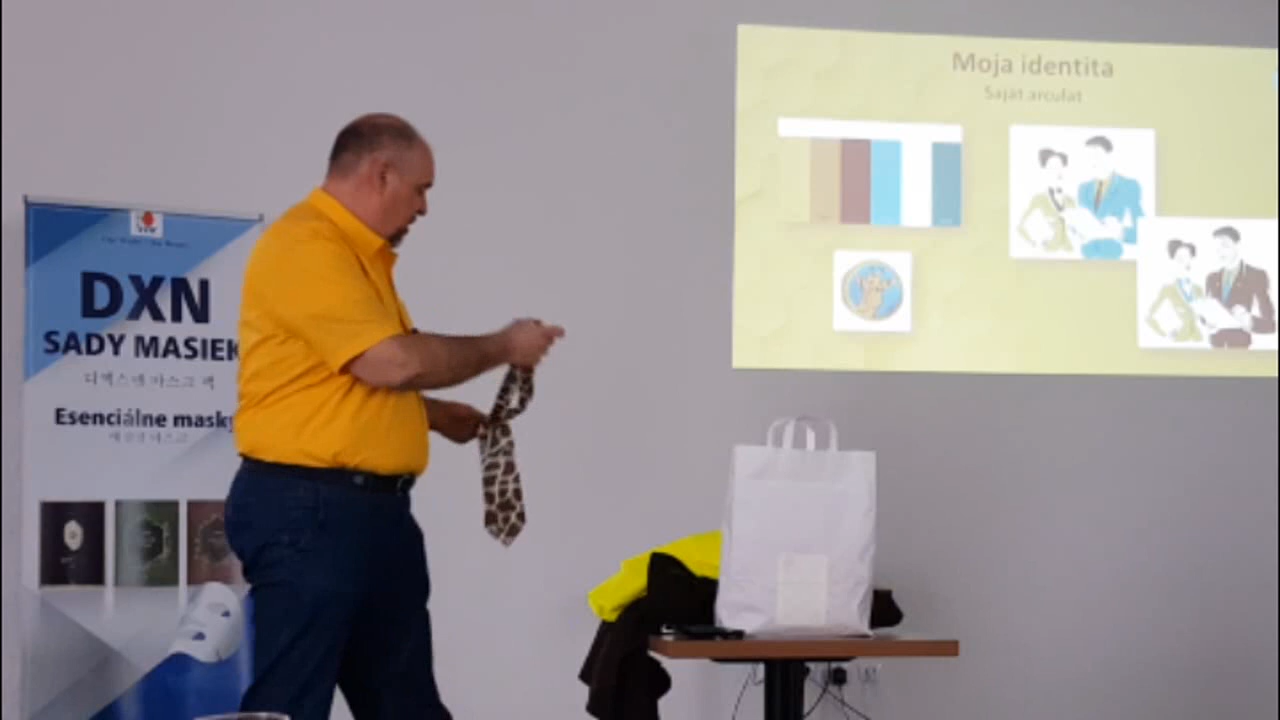 DXN
SADY MASIEK
디엑스엔 마스크 팩
Esenciálne masky
Moja identita
Saját arculat